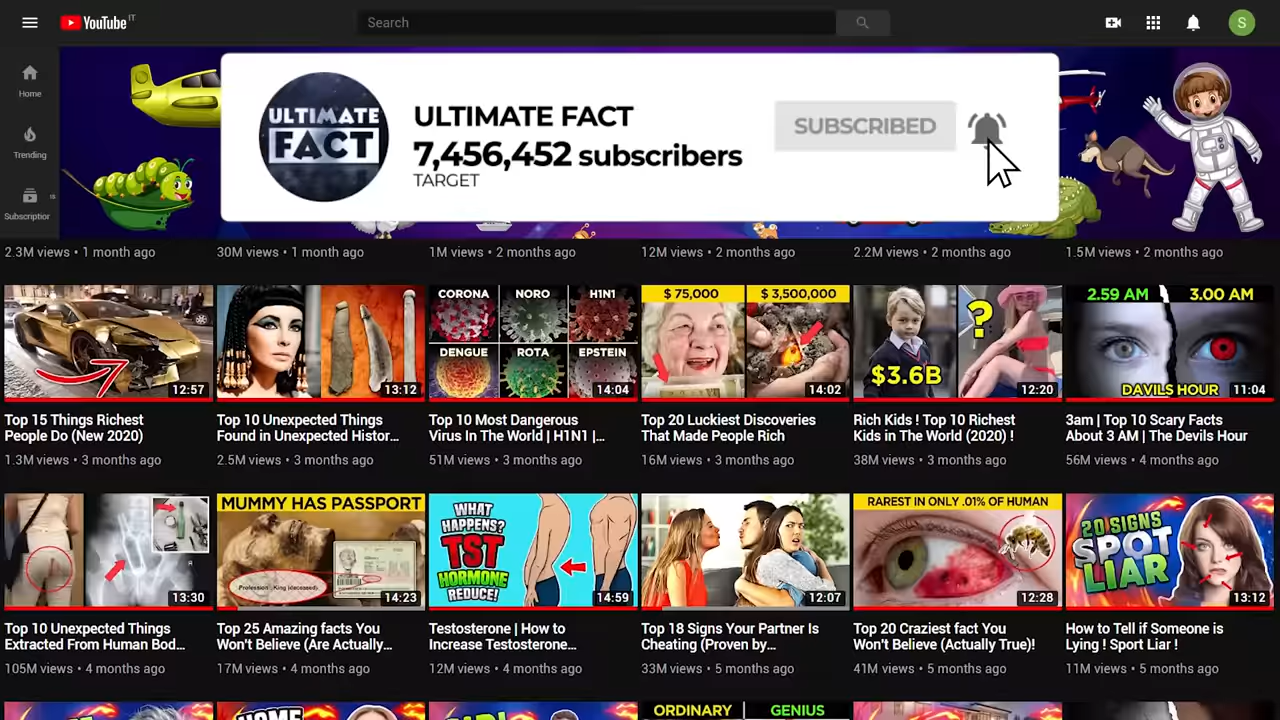 YouTube IT
Search
S
Home
Trending
Subscription
ULTIMATE
FACT
ULTIMATE FACT
7,456,452 subscribers
TARGET
SUBSCRIBED
2.3M views • 1 month ago
30M views • 1 month ago
1M views • 2 months ago
12M views • 2 months ago
2.2M views • 2 months ago
1.5M views • 2 months ago
12:57
13:12
CORONA NORO H1N1
DENGUE ROTA EPSTEIN
14:04
$ 75,000 $ 3,500,000
14:02
?
$3.6B
12:20
2:59 AM 3.00 AM
DAVILS HOUR
11:04
Top 15 Things Richest
People Do (New 2020)
1.3M views • 3 months ago
Top 10 Unexpected Things
Found in Unexpected Histor...
2.5M views • 3 months ago
Top 10 Most Dangerous
Virus In The World | H1N1 |...
51M views • 3 months ago
Top 20 Luckiest Discoveries
That Made People Rich
16M views • 3 months ago
Rich Kids ! Top 10 Richest
Kids in The World (2020) !
38M views • 3 months ago
3am | Top 10 Scary Facts
About 3 AM | The Devils Hour
56M views • 4 months ago
13:30
MUMMY HAS PASSPORT
Profession: King (deceased)
14:23
WHAT
HAPPENS?
TST
HORMONE
REDUCE!
14:59
12:07
RAREST IN ONLY .01% OF HUMAN
12:28
20 SIGNS
SPOT
LIAR
13:12
Top 10 Unexpected Things
Extracted From Human Bod...
105M views • 4 months ago
Top 25 Amazing facts You
Won't Believe (Are Actually...
17M views • 4 months ago
Testosterone | How to
Increase Testosterone...
12M views • 4 months ago
Top 18 Signs Your Partner Is
Cheating (Proven by...
33M views • 5 months ago
Top 20 Craziest fact You
Won't Believe (Actually True)!
41M views • 5 months ago
How to Tell if Someone is
Lying ! Sport Liar !
11M views • 5 months ago
HOME
ORDINARY | GENIUS